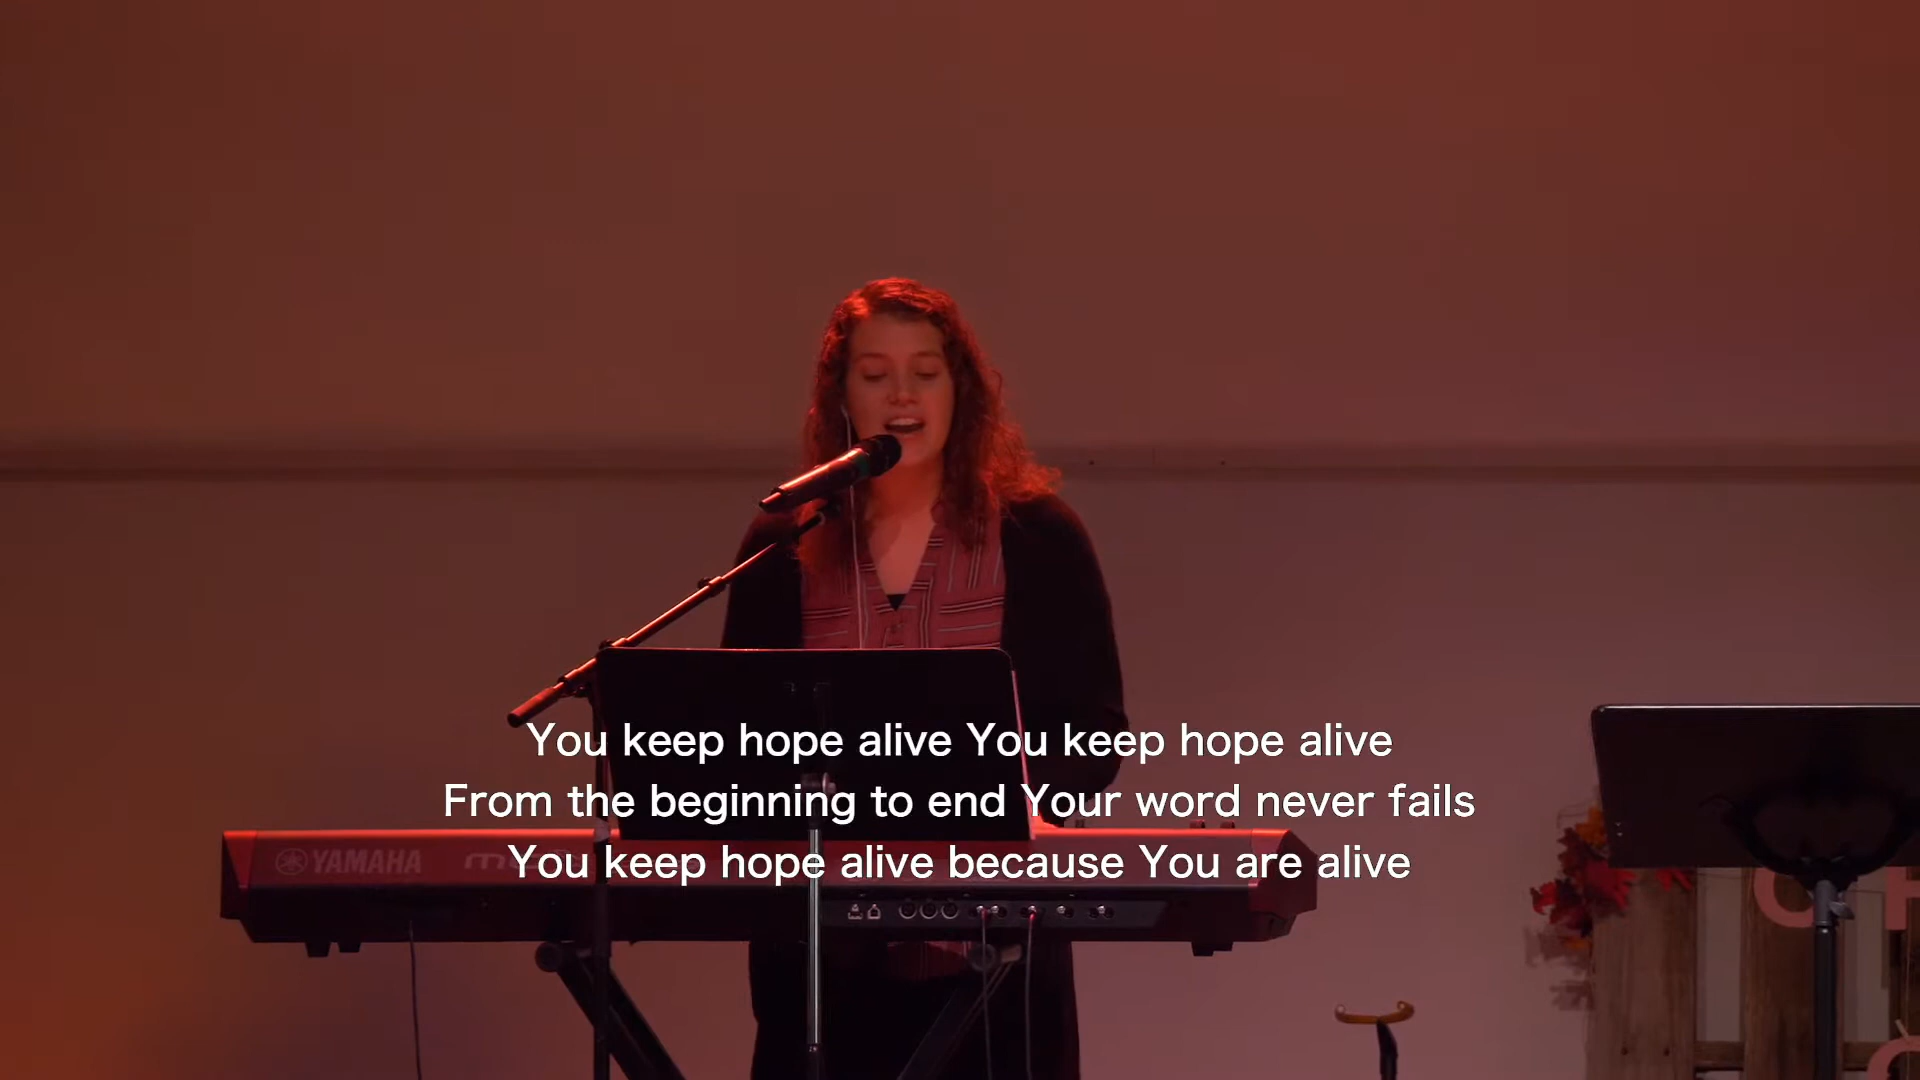 You keep hope alive You keep hope alive
From the beginning to end Your word never fails
You keep hope alive because You are alive
YAMAHA